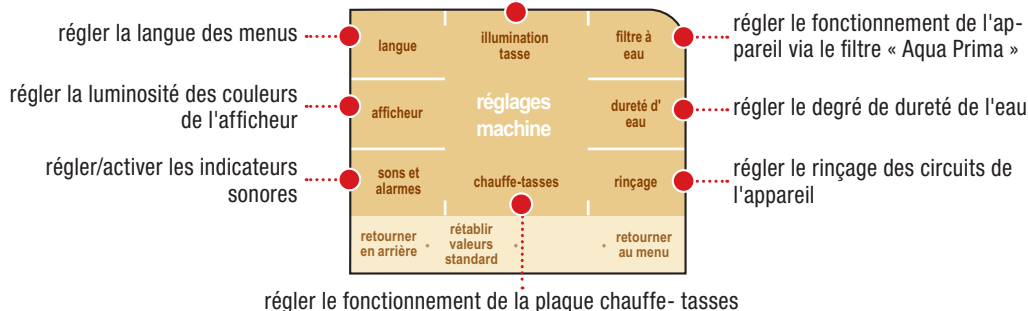 régler la langue des menus
régler la luminosité des couleurs
de l'afficheur
régler/activer les indicateurs
sonores
langue
illumination
tasse
filtre à
eau
afficheur
réglages
machine
dureté d'
eau
sons et
alarmes
chauffe-tasses
rinçage
retourner
en arrière
rétablir
valeurs
standard
retourner
au menu
régler le fonctionnement de l'ap-
pareil via le filtre « Aqua Prima »
régler le degré de dureté de l'eau
régler le rinçage des circuits de
l'appareil
régler le fonctionnement de la plaque chauffe- tasses